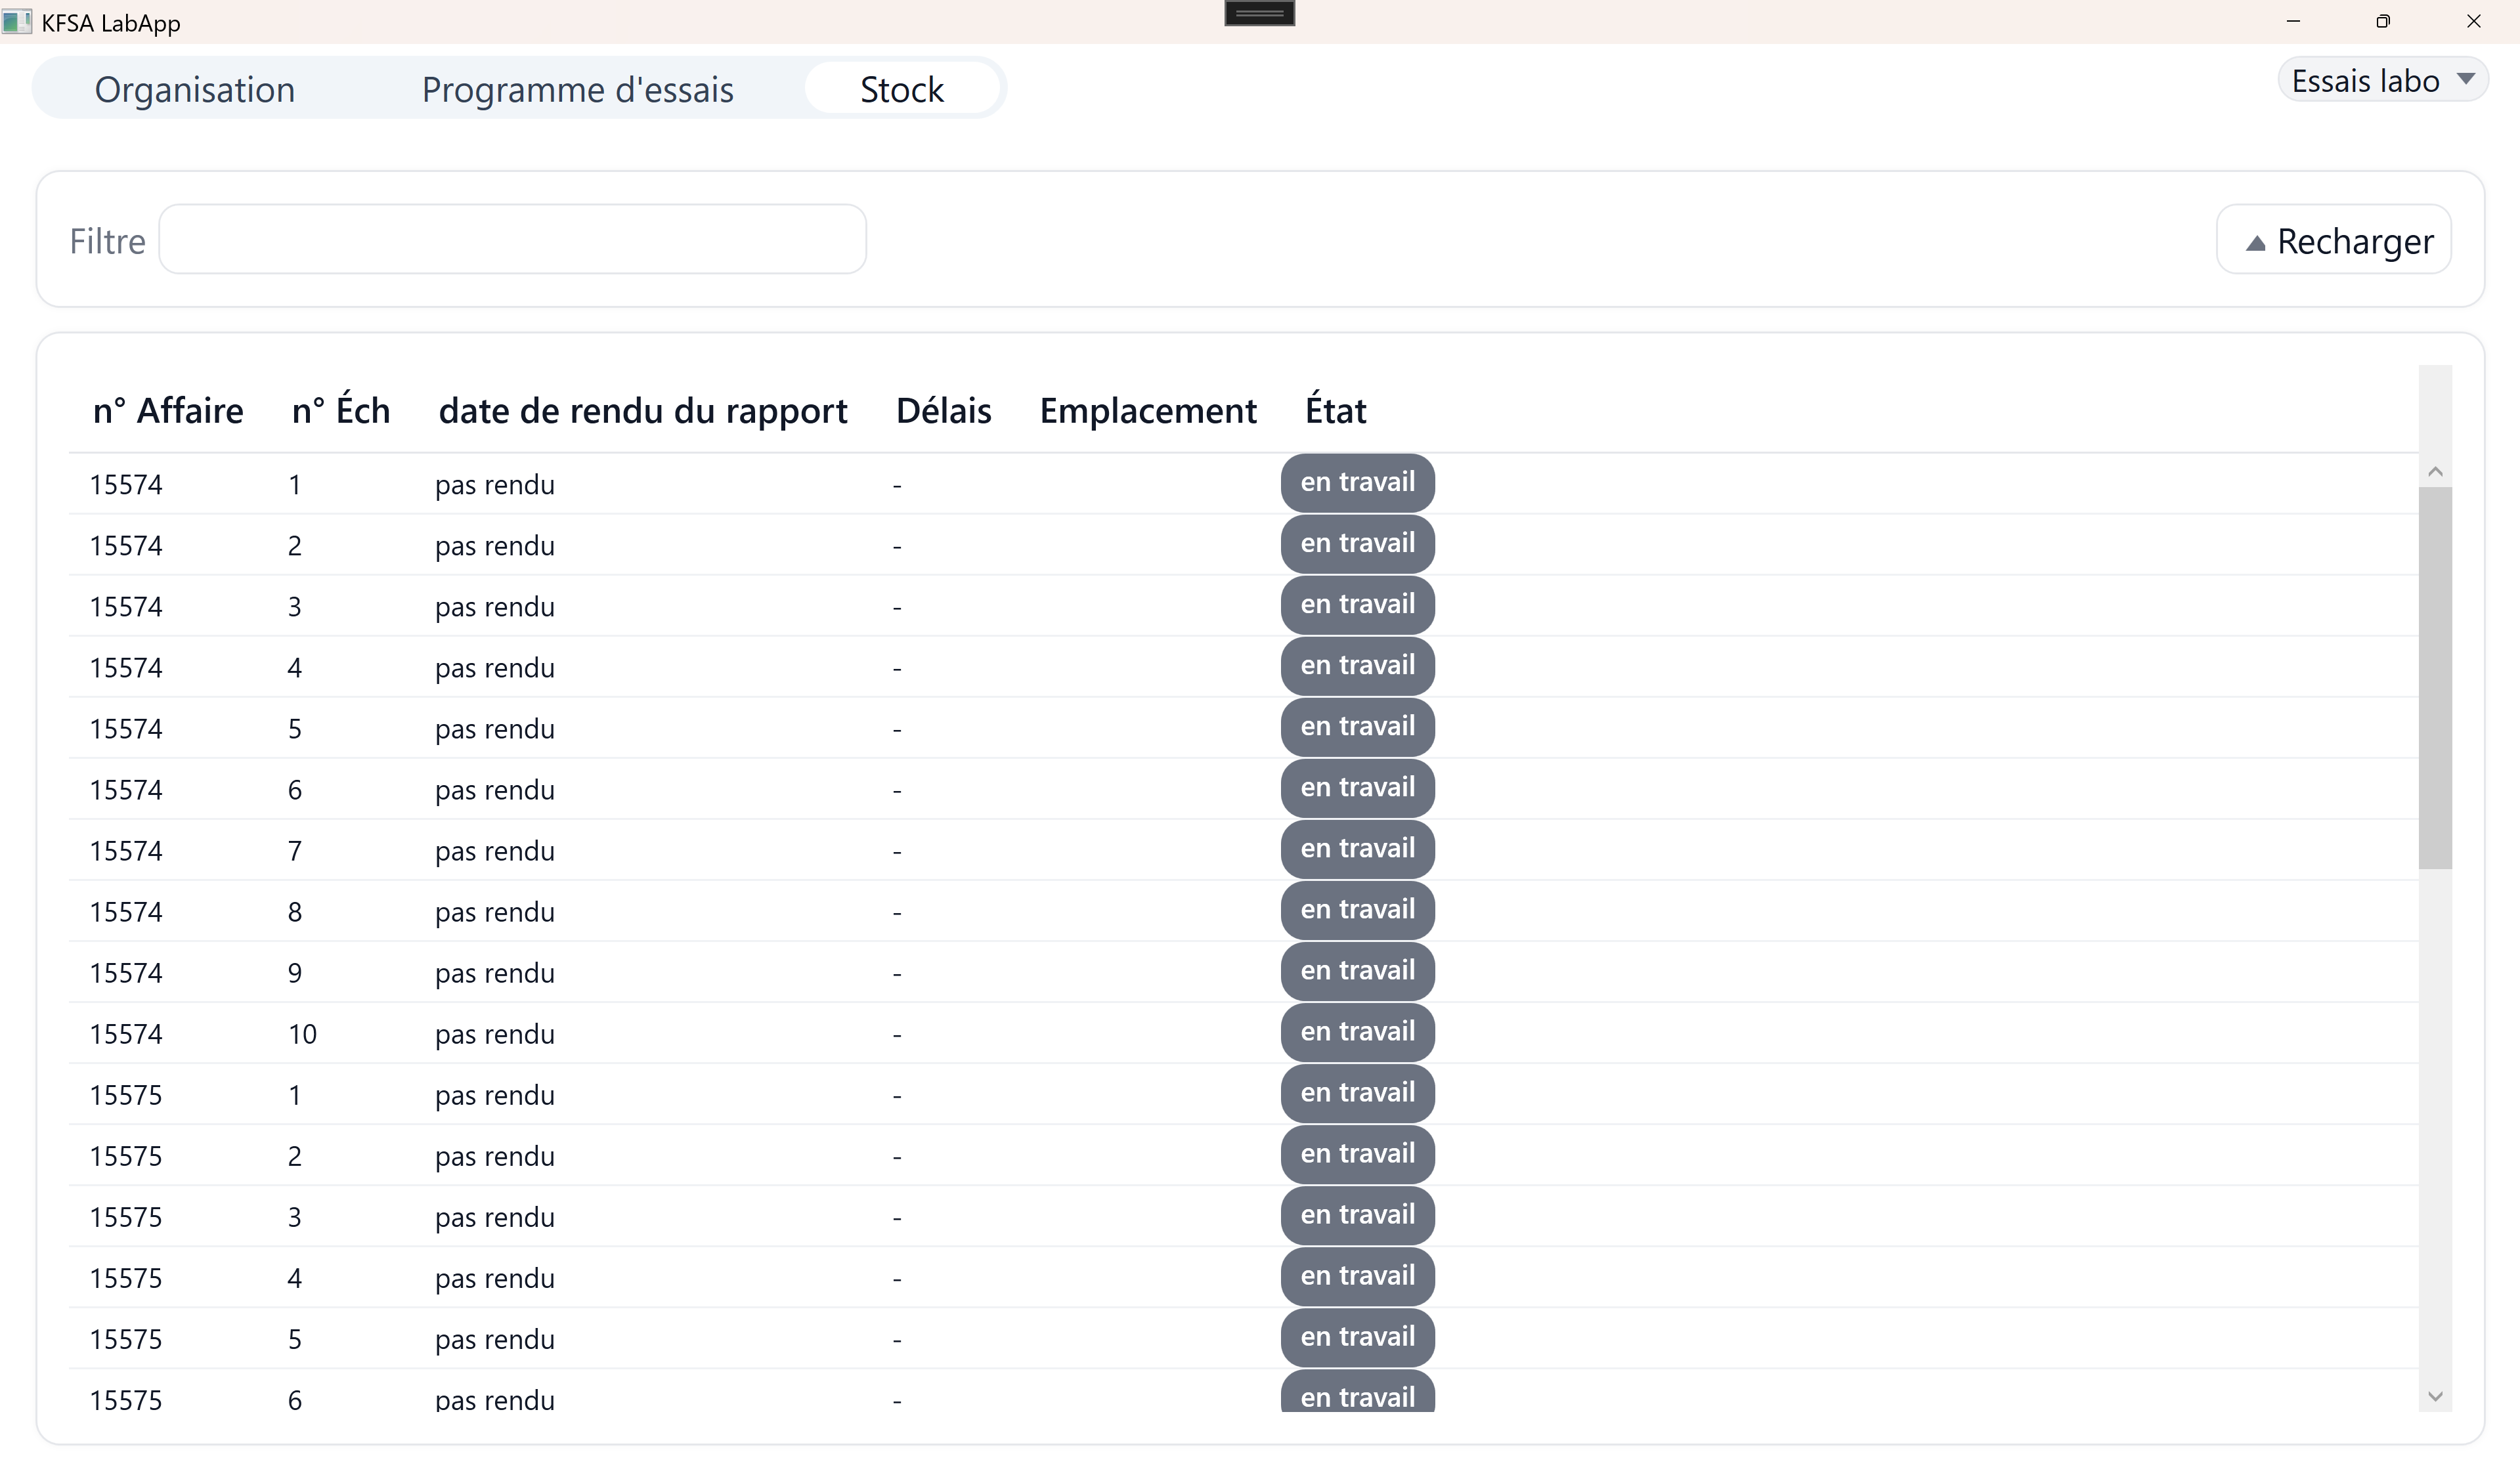 KFSA LabApp
Organisation Programme d'essais Stock Essais labo
Filtre Recharger
n° Affaire n° Éch date de rendu du rapport Délais Emplacement État
15574 1 pas rendu - en travail
15574 2 pas rendu - en travail
15574 3 pas rendu - en travail
15574 4 pas rendu - en travail
15574 5 pas rendu - en travail
15574 6 pas rendu - en travail
15574 7 pas rendu - en travail
15574 8 pas rendu - en travail
15574 9 pas rendu - en travail
15574 10 pas rendu - en travail
15575 1 pas rendu - en travail
15575 2 pas rendu - en travail
15575 3 pas rendu - en travail
15575 4 pas rendu - en travail
15575 5 pas rendu - en travail
15575 6 pas rendu - en travail